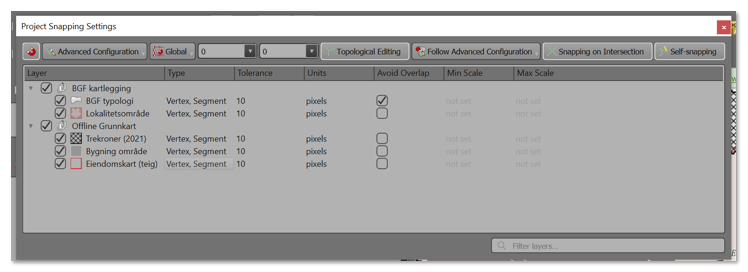 Project Snapping Settings
Advanced Configuration Global 0 0 Topological Editing Follow Advanced Configuration Snapping on Intersection Self-snapping
Layer Type Tolerance Units Avoid Overlap Min Scale Max Scale
BGF kartlegging
BGF typologi Vertex, Segment 10 pixels not set not set
Lokalitetsområde Vertex, Segment 10 pixels not set not set
Offline Grunnkart
Trekroner (2021) Vertex, Segment 10 pixels not set not set
Bygning område Vertex, Segment 10 pixels not set not set
Eiendomskart (teig) Vertex, Segment 10 pixels not set not set
Filter layers...